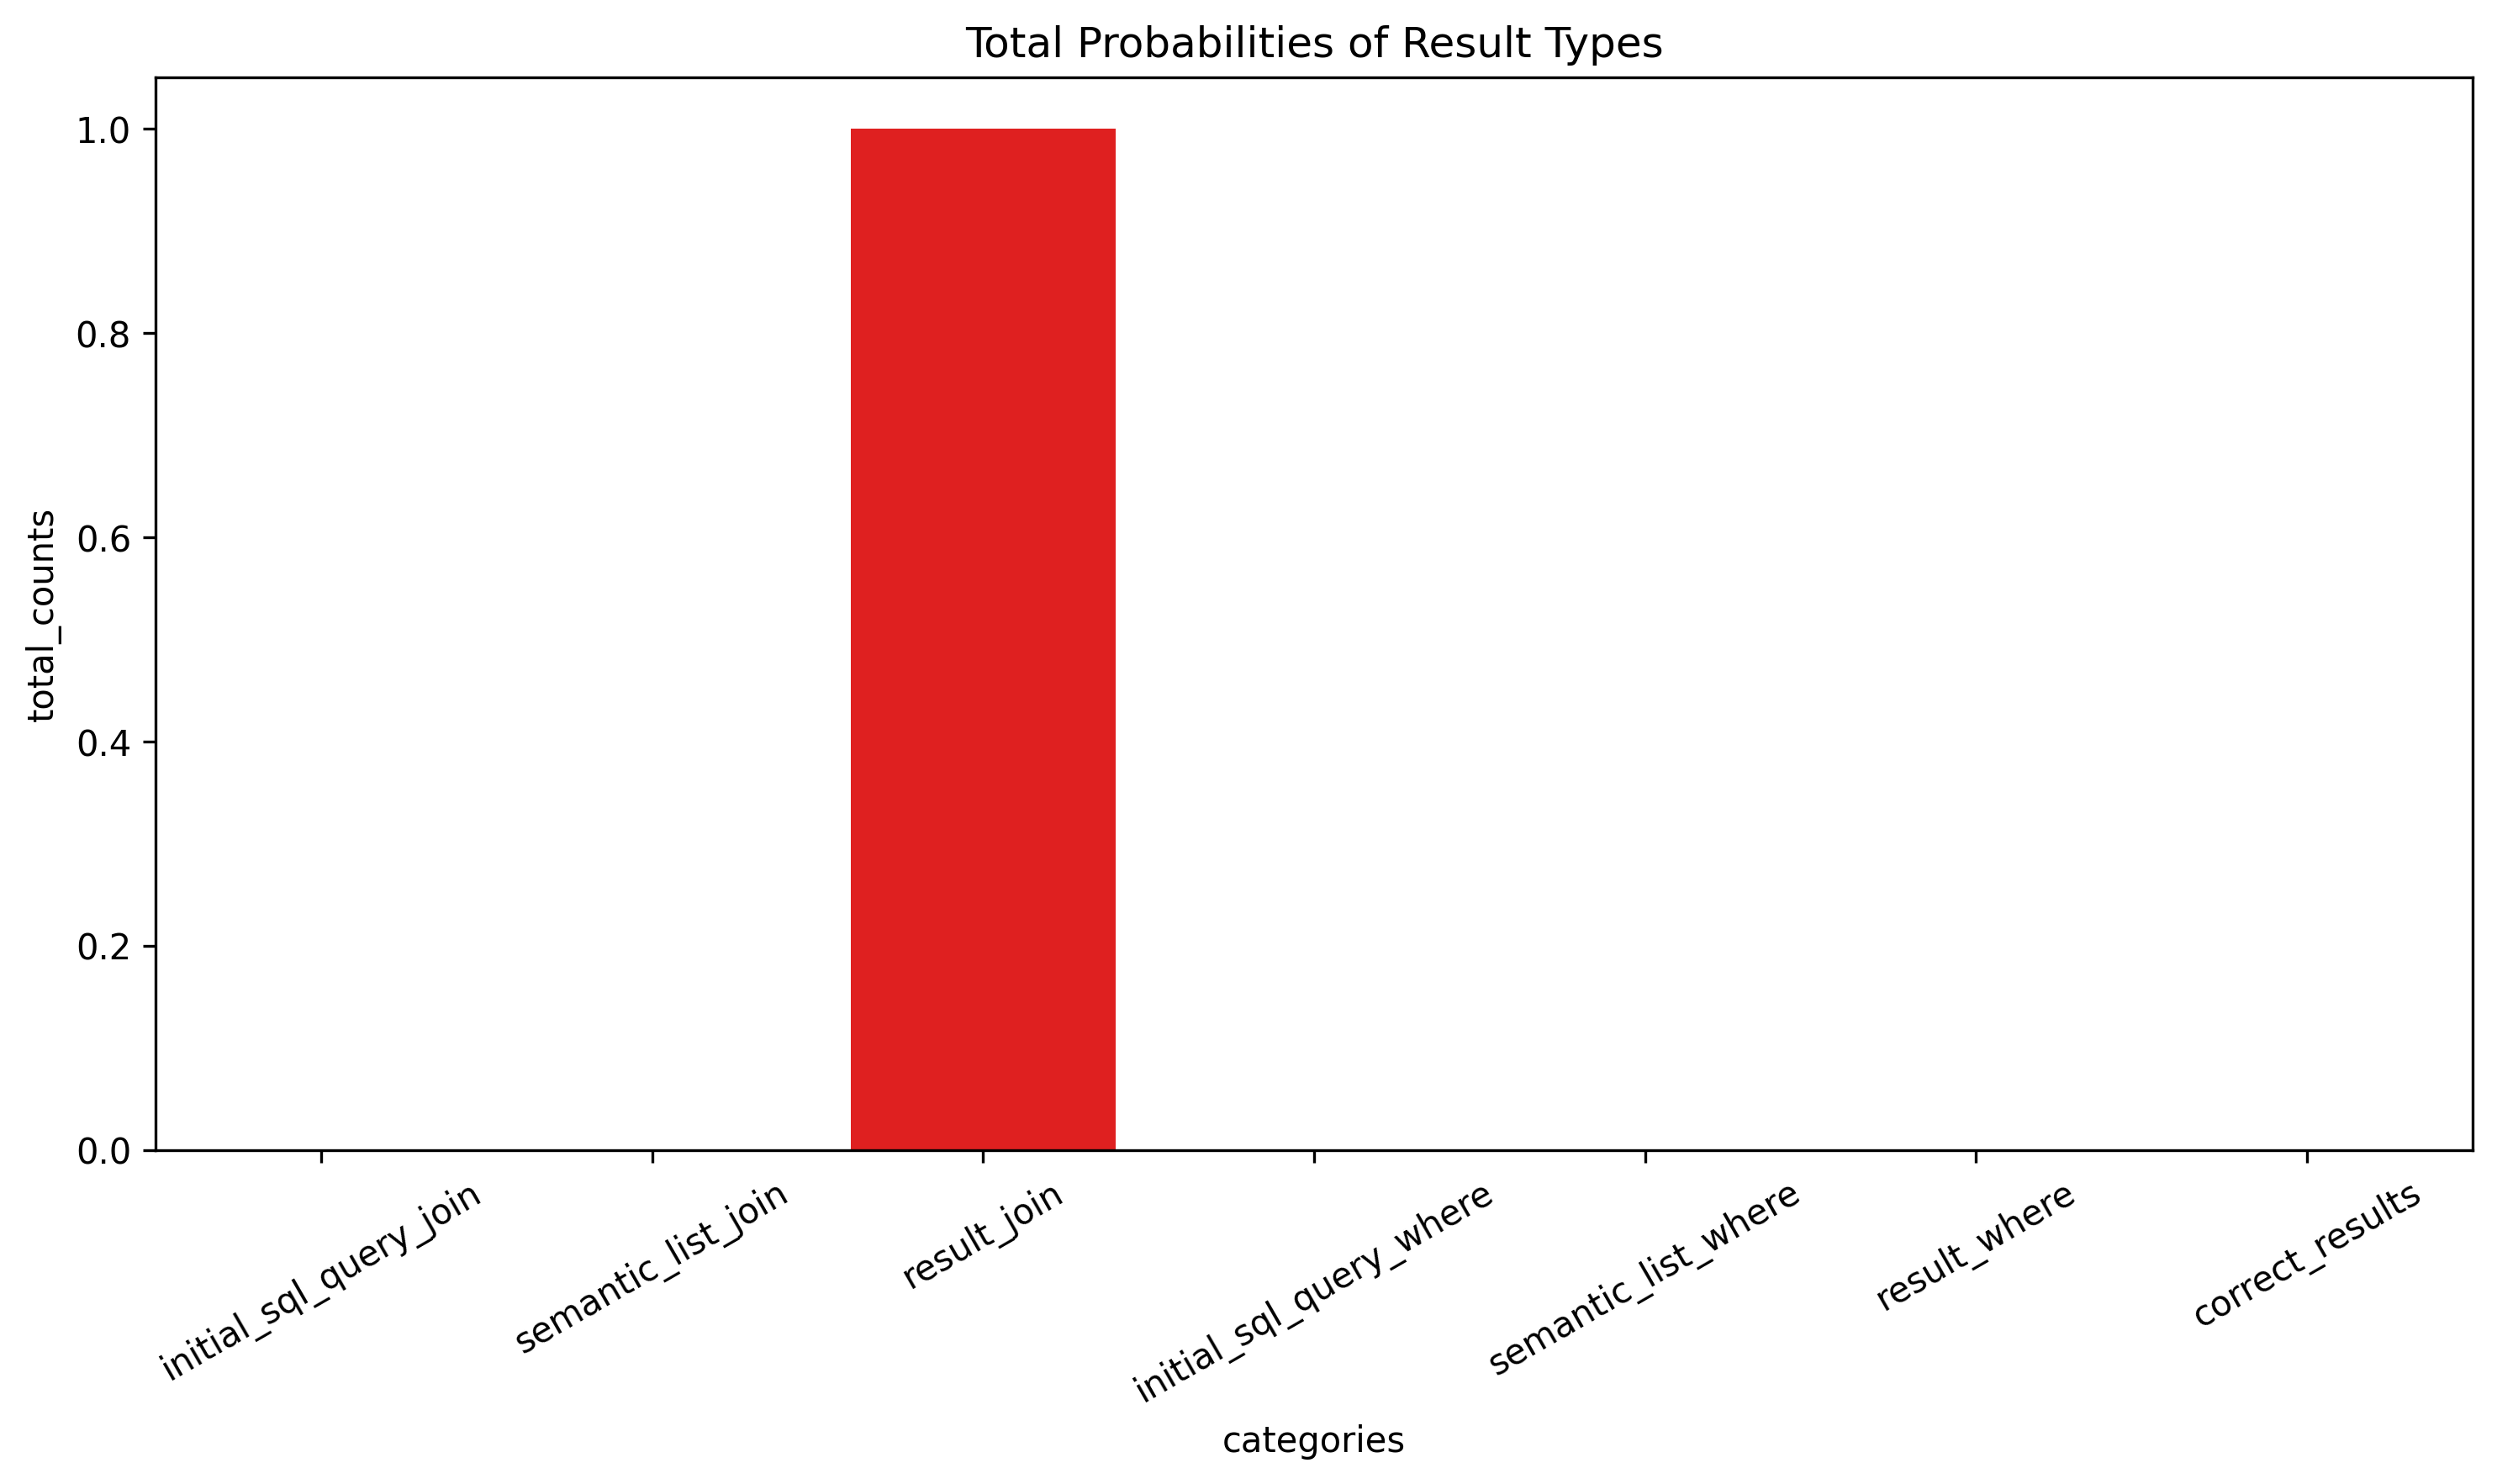 Total Probabilities of Result Types
total_counts
1.0
0.8
0.6
0.4
0.2
0.0
initial_sql_query_join
semantic_list_join
result_join
initial_sql_query_where
semantic_list_where
result_where
correct_results
categories